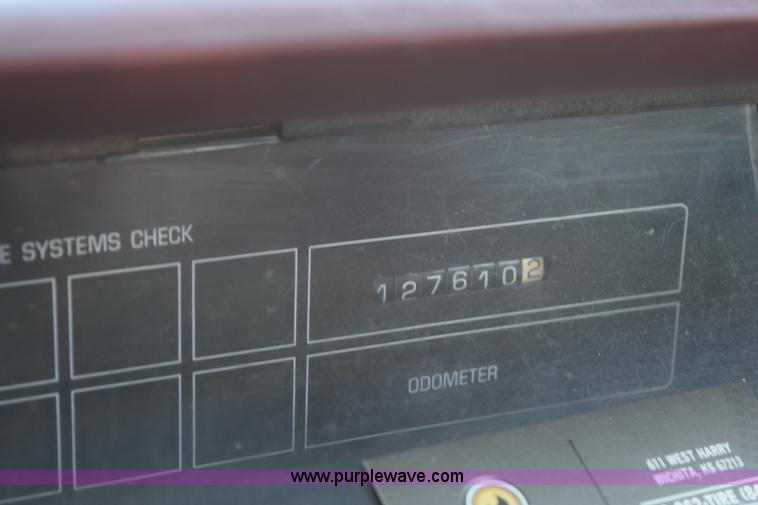 SYSTEMS CHECK
1276102
ODOMETER
611 WEST HARRY
WICHITA, KS 67213
www.purplewave.com